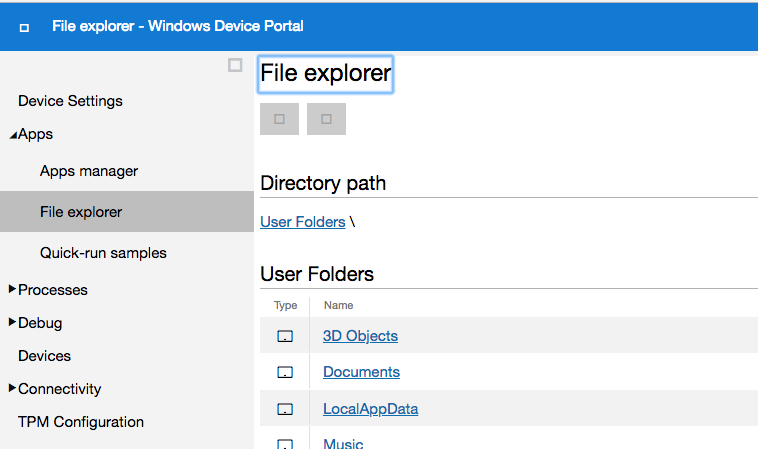 File explorer - Windows Device Portal
Device Settings
Apps
Apps manager
File explorer
Quick-run samples
Processes
Debug
Devices
Connectivity
TPM Configuration
File explorer
Directory path
User Folders \
User Folders
Type Name
3D Objects
Documents
LocalAppData
Music